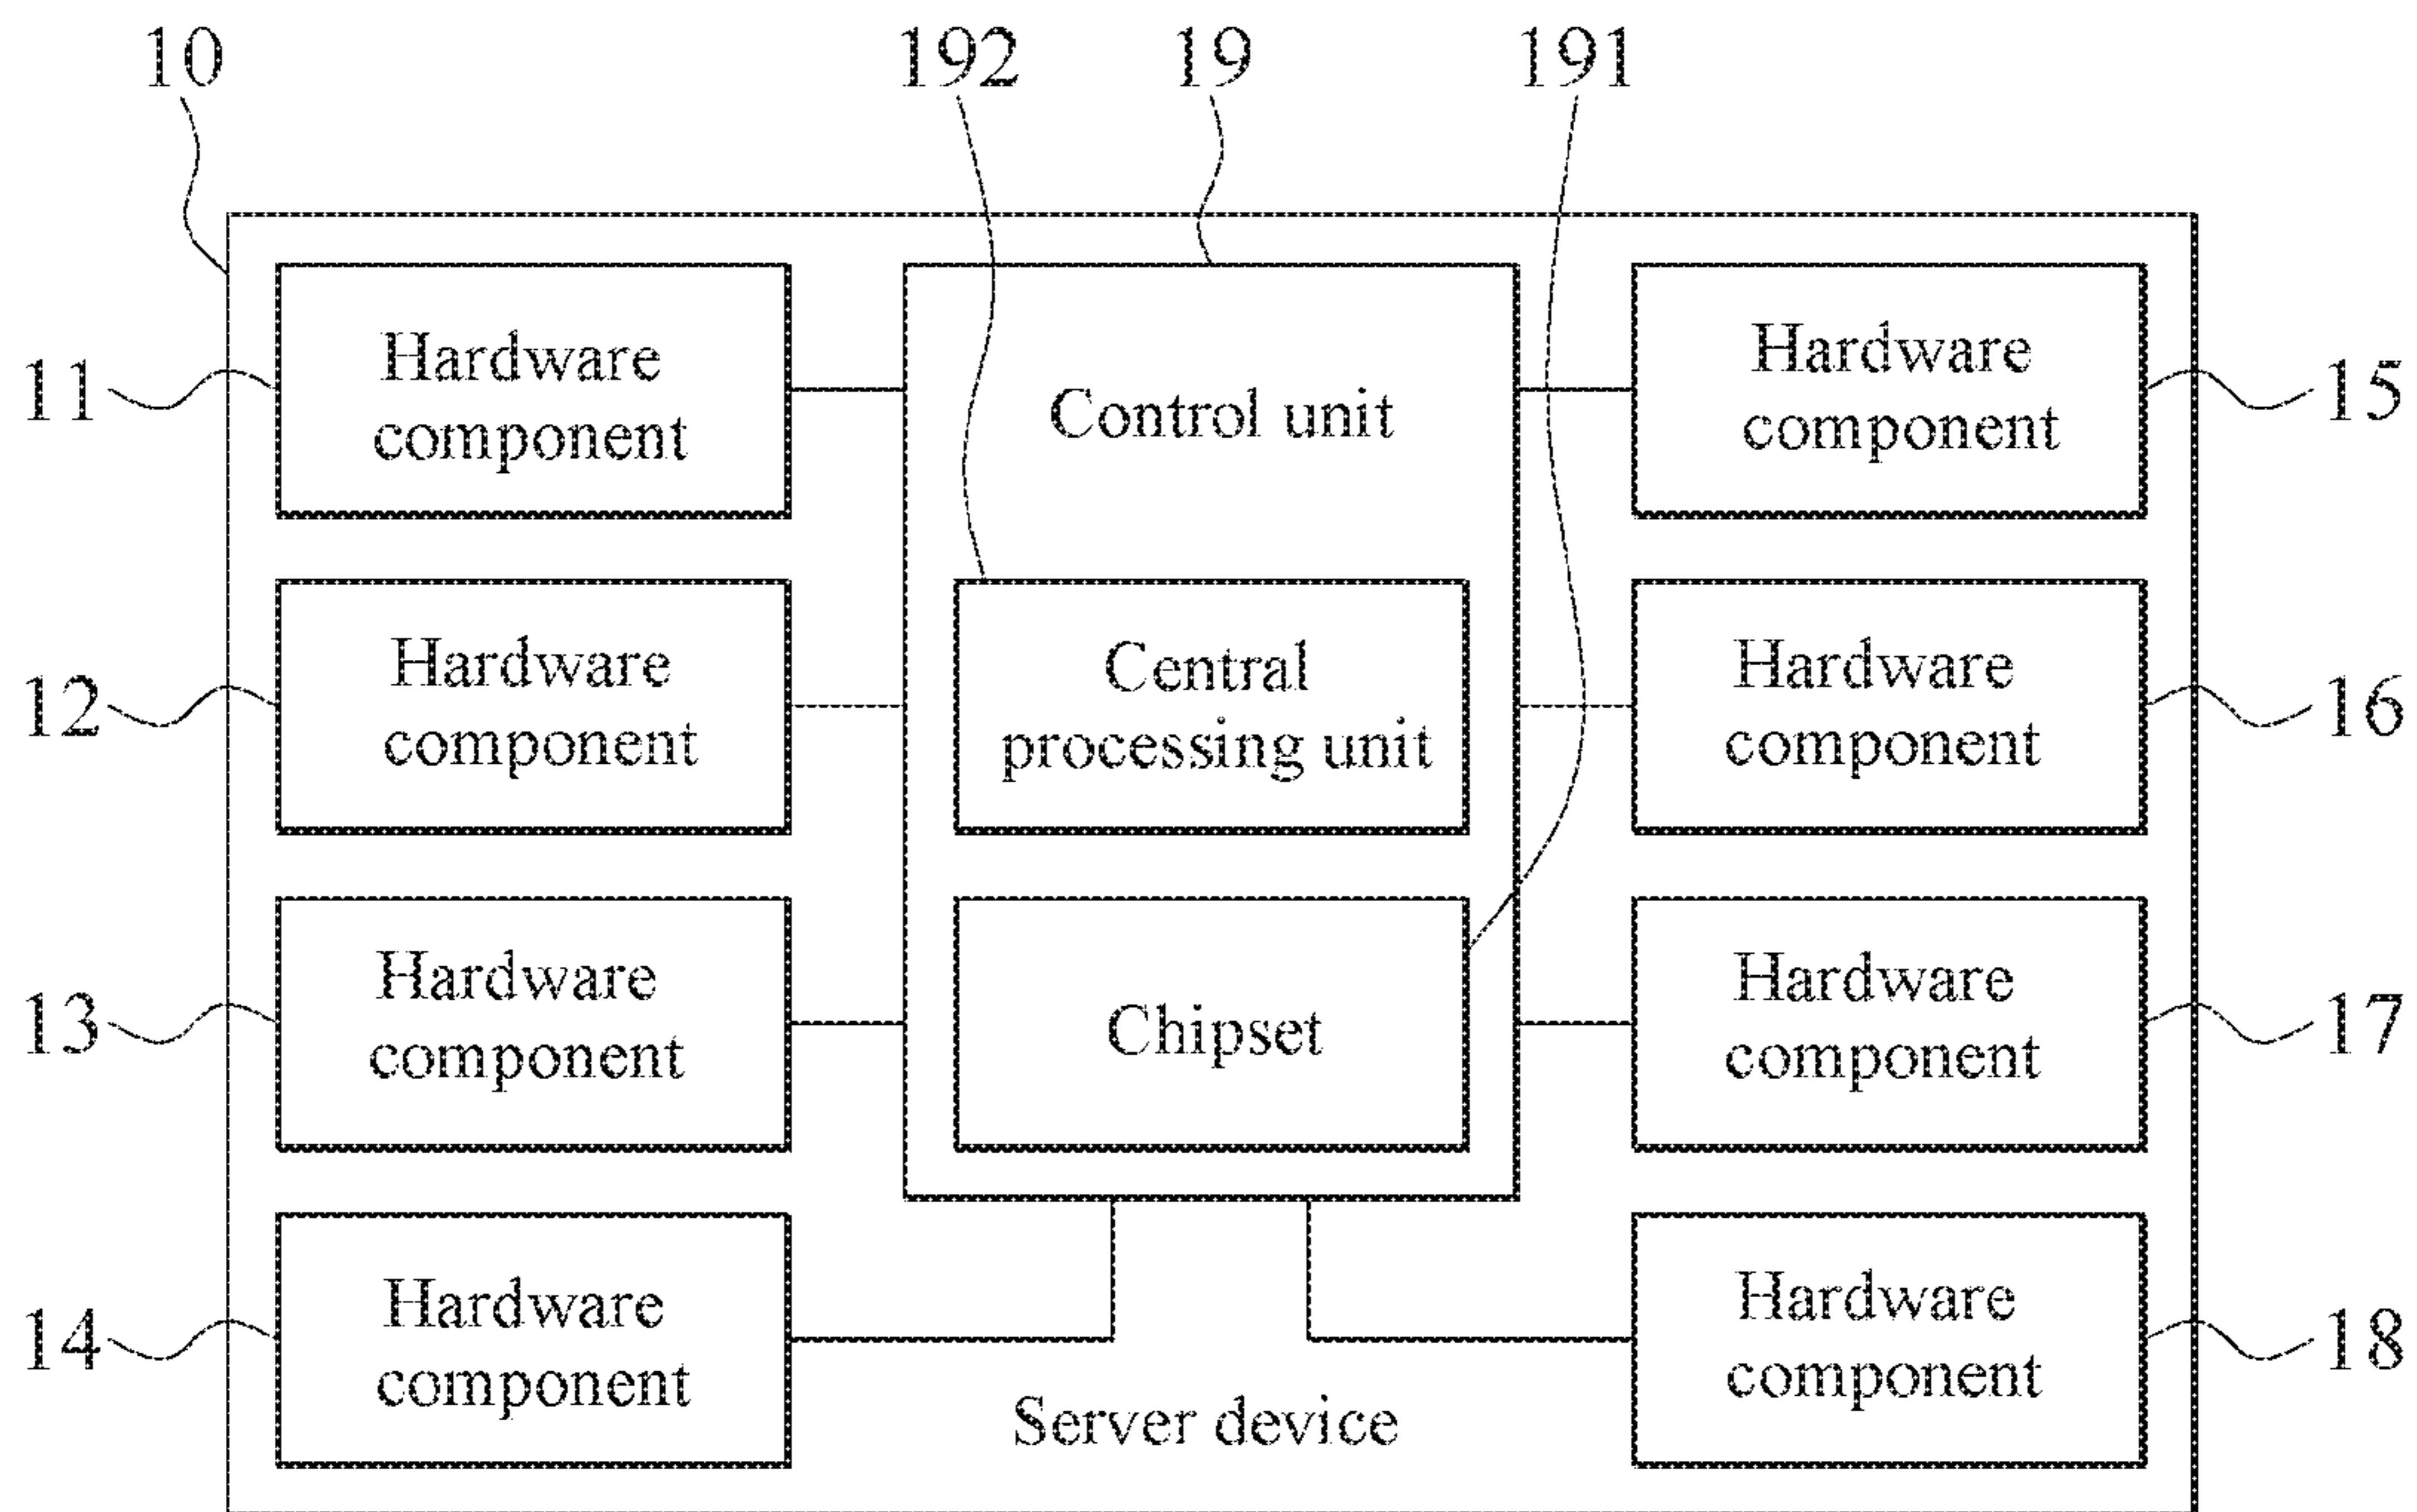 10
192
19
191
11
Hardware
component
Control unit
Hardware
component
15
12
Hardware
component
Central
processing unit
Hardware
component
16
13
Hardware
component
Chipset
Hardware
component
17
14
Hardware
component
Server device
Hardware
component
18